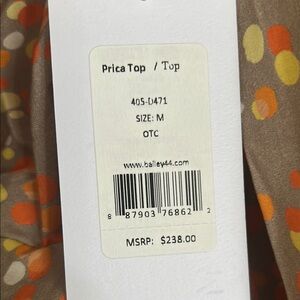 Prica Top / Top
405-D471
SIZE: M
OTC
www.bailey44.com
8 87903 76862 2
MSRP: $238.00